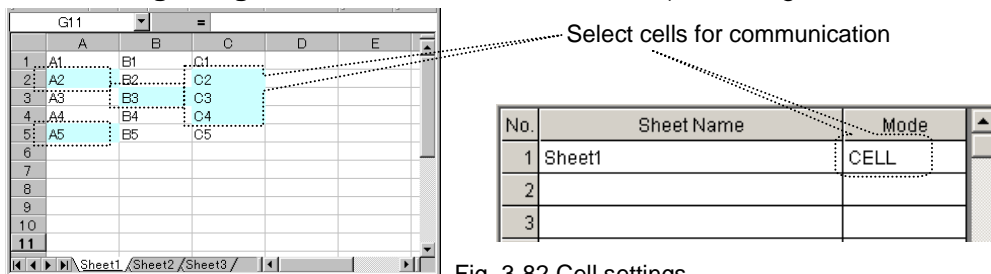 G11 =
A B C D E
1 A1 B1 C1
2 A2 B2 C2
3 A3 B3 C3
4 A4 B4 C4
5 A5 B5 C5
6
7
8
9
10
11
Sheet1 Sheet2 Sheet3
Select cells for communication
No. Sheet Name Mode
1 Sheet1 CELL
2
3
Fig. 3-82 Cell settings